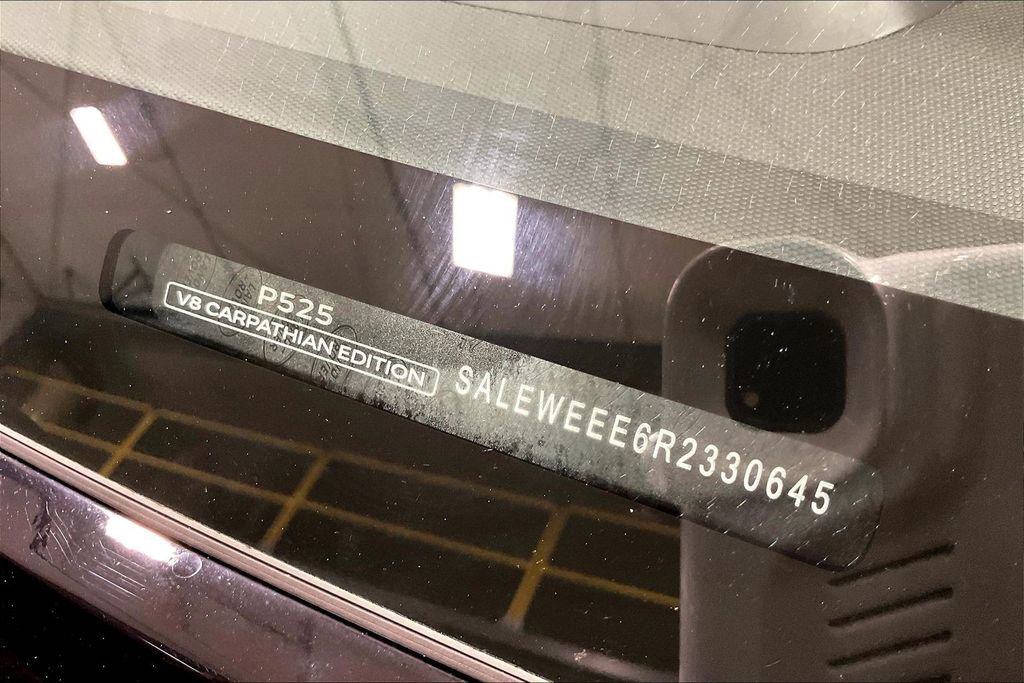 P525
V8 CARPATHIAN EDITION
SALEWEEE6R2330645